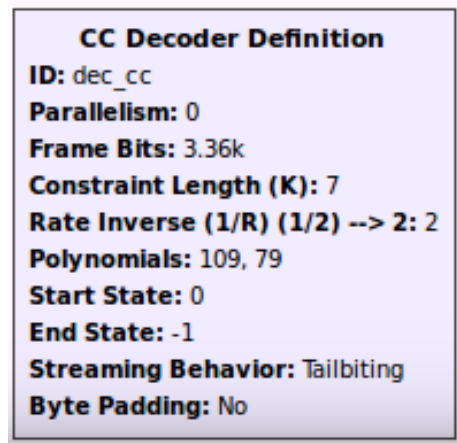 CC Decoder Definition
ID: dec_cc
Parallelism: 0
Frame Bits: 3.36k
Constraint Length (K): 7
Rate Inverse (1/R) (1/2) --> 2: 2
Polynomials: 109, 79
Start State: 0
End State: -1
Streaming Behavior: Tailbiting
Byte Padding: No